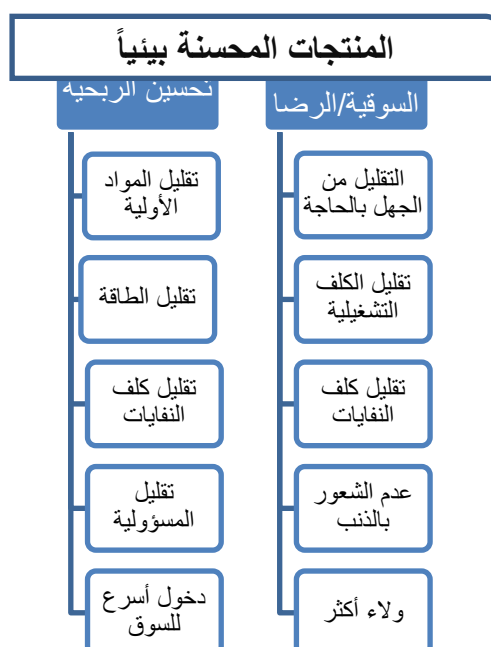 المنتجات المحسنة بيئياً
السوقية/الرضا
التقليل من
الجهل بالحاجة
تقليل الكلف
التشغيلية
تقليل كلف
النفايات
عدم الشعور
بالذنب
ولاء أكثر
تحسين الربحية
تقليل المواد
الأولية
تقليل الطاقة
تقليل كلف
النفايات
تقليل
المسؤولية
دخول أسرع
للسوق